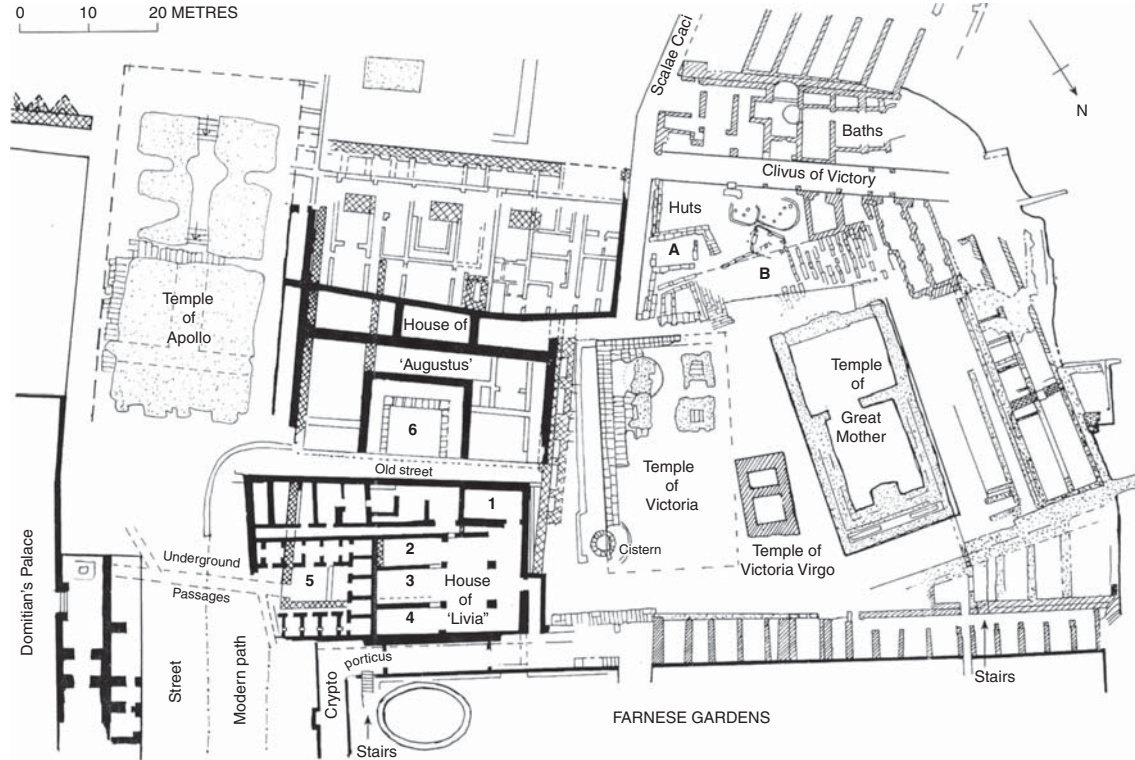 0 20 METRES
Scalae Caci
N
Baths
Clivus of Victory
Huts
A
B
Temple
of
Apollo
House of
'Augustus'
6
Old street
Temple
of
Great
Mother
Temple
of
Victoria
Cistern
Temple of
Victoria Virgo
1
2
3
4
5
House
of
'Livia"
Underground
Passages
Domitian's Palace
Street
Modern path
Crypto
porticus
Stairs
Stairs
FARNESE GARDENS